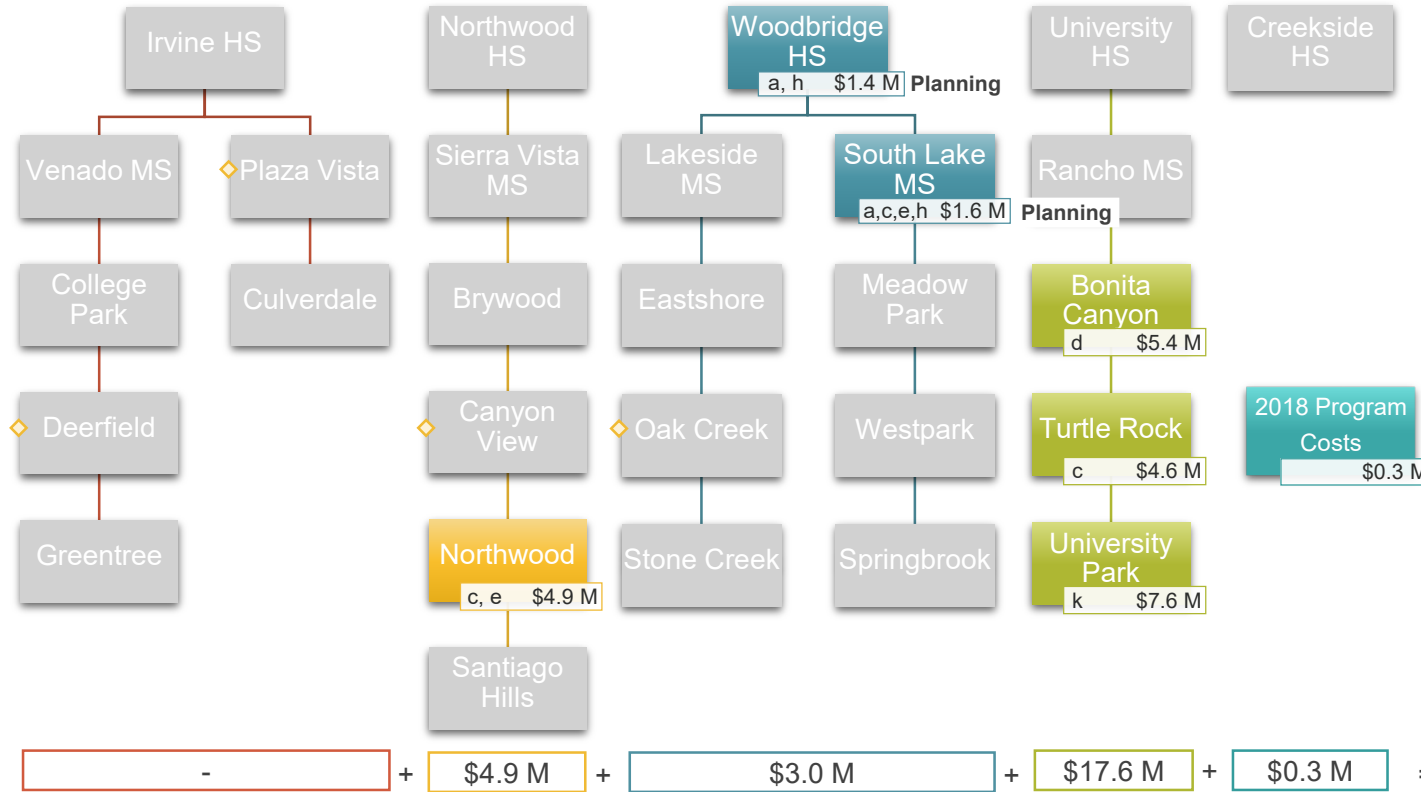 Irvine HS
Northwood
HS
Woodbridge
HS
a, h $1.4 M
Planning
University
HS
Creekside
HS
Venado MS
Plaza Vista
Sierra Vista
MS
Lakeside
MS
South Lake
MS
a,c,e,h $1.6 M
Planning
Rancho MS
College
Park
Culverdale
Brywood
Eastshore
Meadow
Park
Bonita
Canyon
d $5.4 M
Deerfield
Canyon
View
Oak Creek
Westpark
Turtle Rock
c $4.6 M
2018 Program
Costs
$0.3 M
Greentree
Northwood
c, e $4.9 M
Stone Creek
Springbrook
University
Park
k $7.6 M
Santiago
Hills
- + $4.9 M + $3.0 M + $17.6 M + $0.3 M